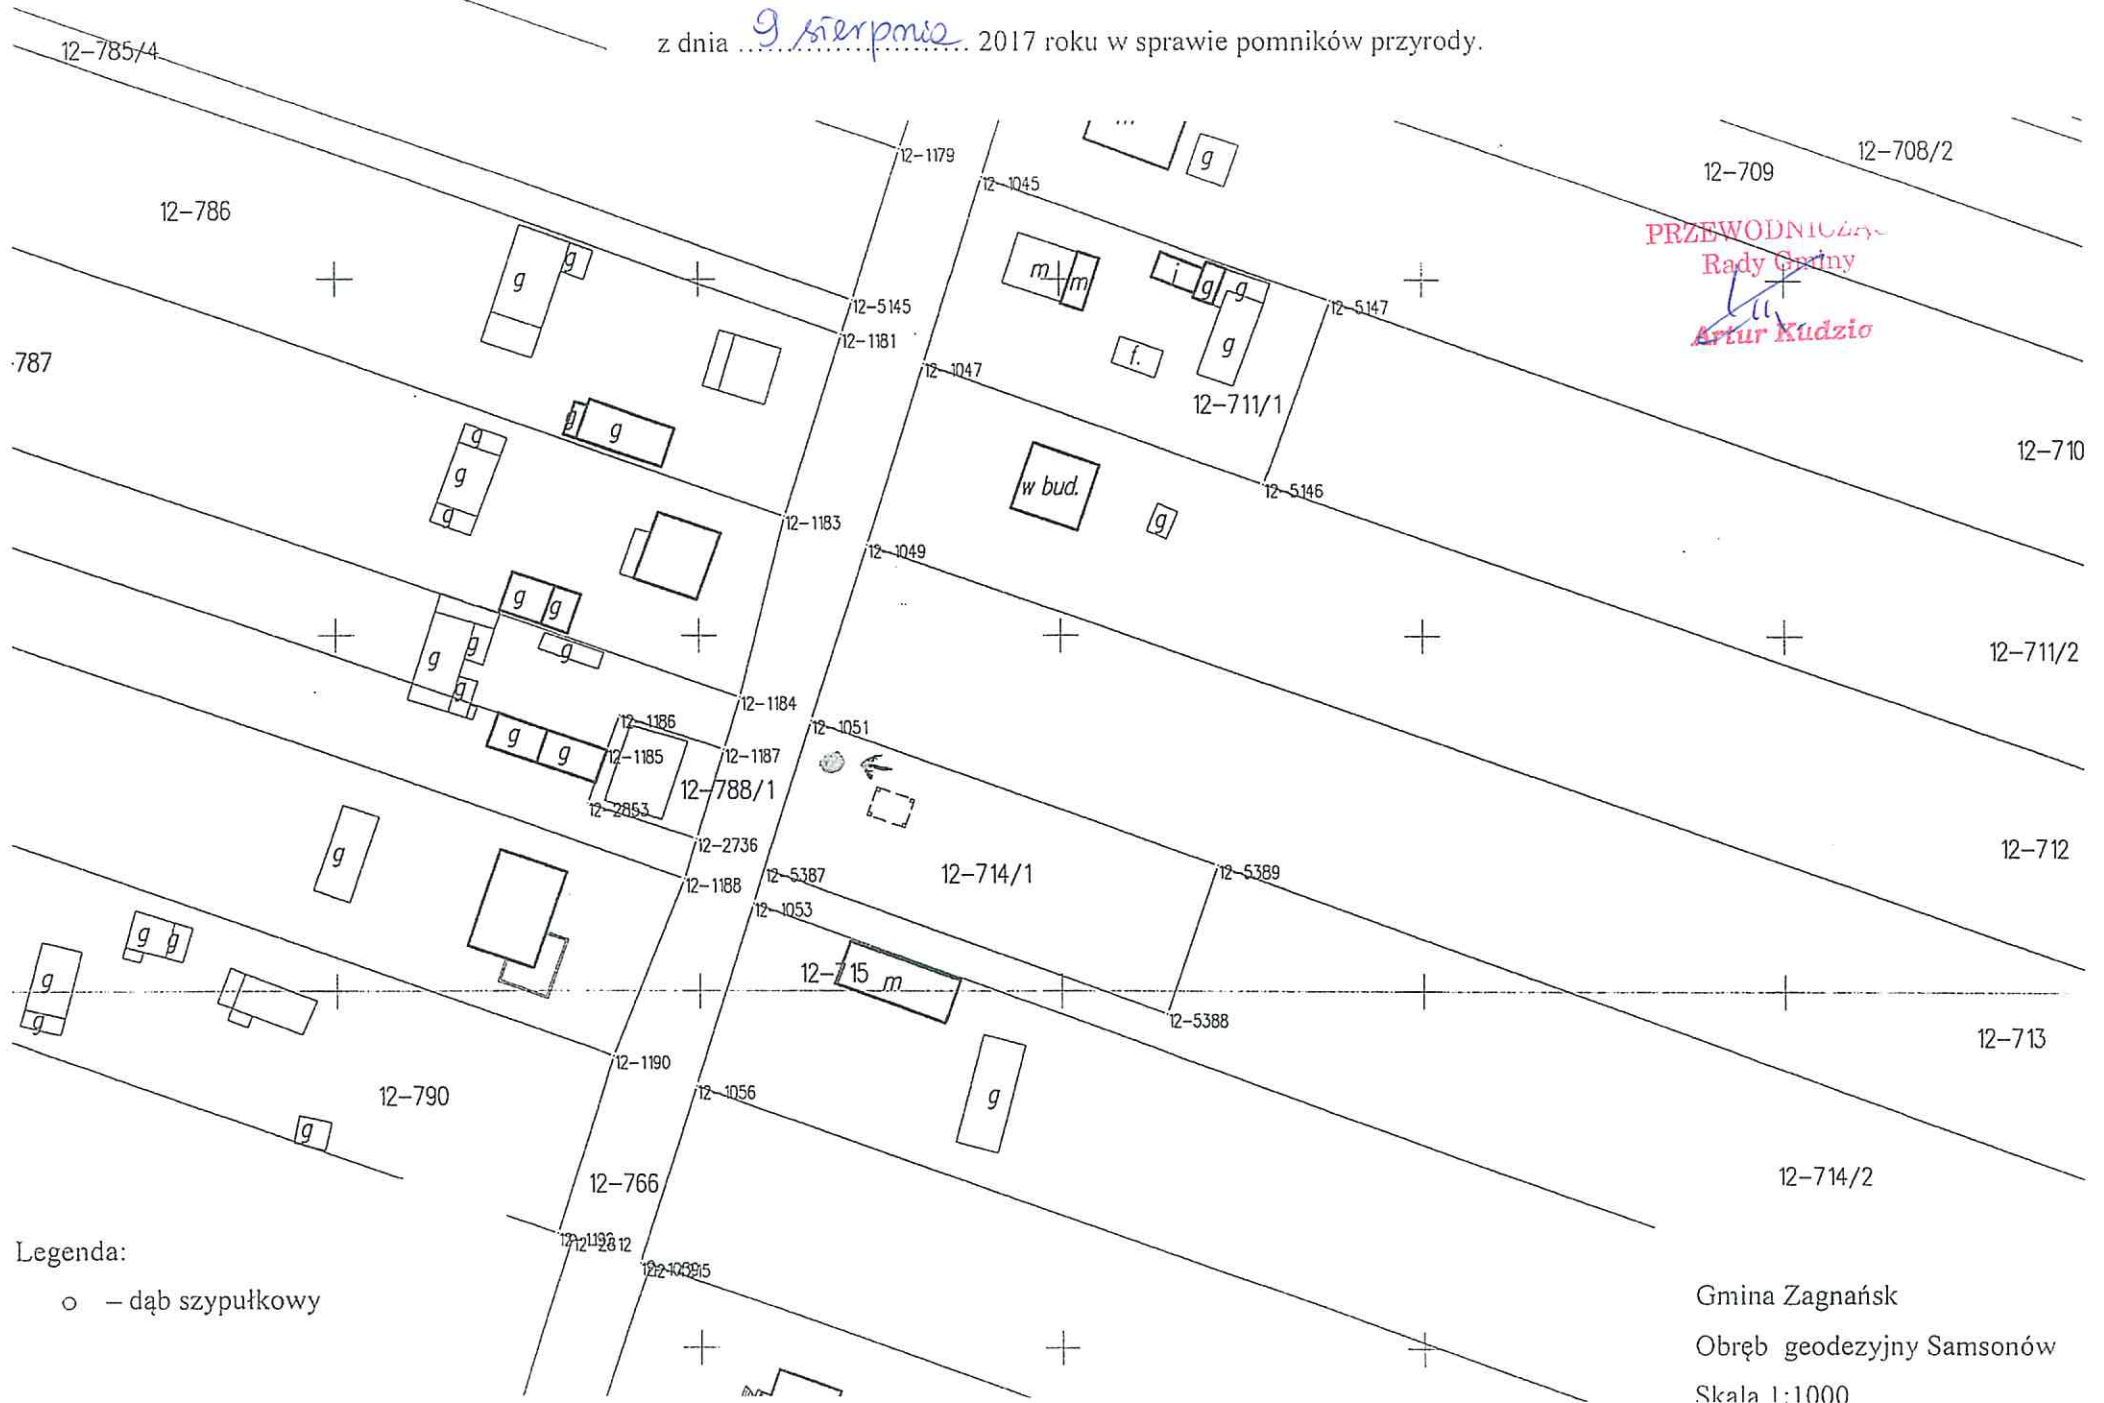 z dnia 9 sierpnia 2017 roku w sprawie pomników przyrody.
12-785/4
12-1179
g
12-709
12-708/2
12-786
12-1045
PRZEWODNICZĄC
Rady Gminy
Artur Kudzio
g
g
m
m
i
g
g
12-5145
12-5147
12-1181
787
f.
g
12-1047
12-711/1
g
g
12-710
g
g
g
w bud.
12-5146
g
12-1183
12-1049
g
g
g
g
g
g
12-711/2
12-1184
12-1186
12-1051
g
g
12-1185
12-1187
12-788/1
12-2853
12-2736
g
12-712
12-1188
12-5387
12-714/1
12-5389
12-1053
g
g
g
12-715
m
g
12-5388
12-713
12-1190
12-790
12-1056
g
g
12-766
12-714/2
Legenda:
o – dąb szypułkowy
Gmina Zagnańsk
Obręb geodezyjny Samsonów
Skala 1:1000